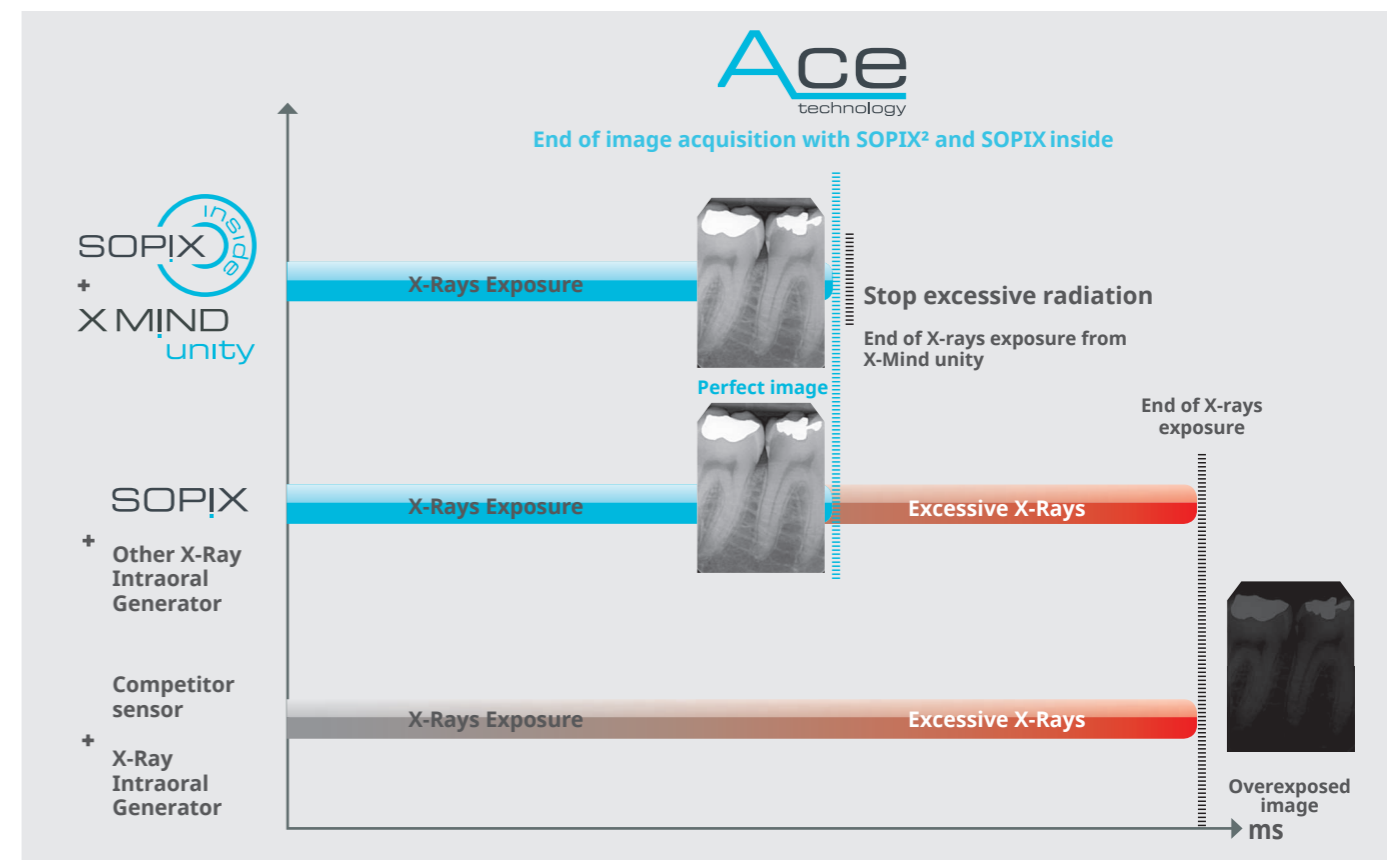 Ace
technology
End of image acquisition with SOPIX² and SOPIX inside
SOPIX inside
+
X MIND
unity
X-Rays Exposure
Stop excessive radiation
End of X-rays exposure from
X-Mind unity
Perfect image
End of X-rays
exposure
SOPIX
+
Other X-Ray
Intraoral
Generator
X-Rays Exposure
Excessive X-Rays
Competitor
sensor
+
X-Ray
Intraoral
Generator
X-Rays Exposure
Excessive X-Rays
Overexposed
image
ms